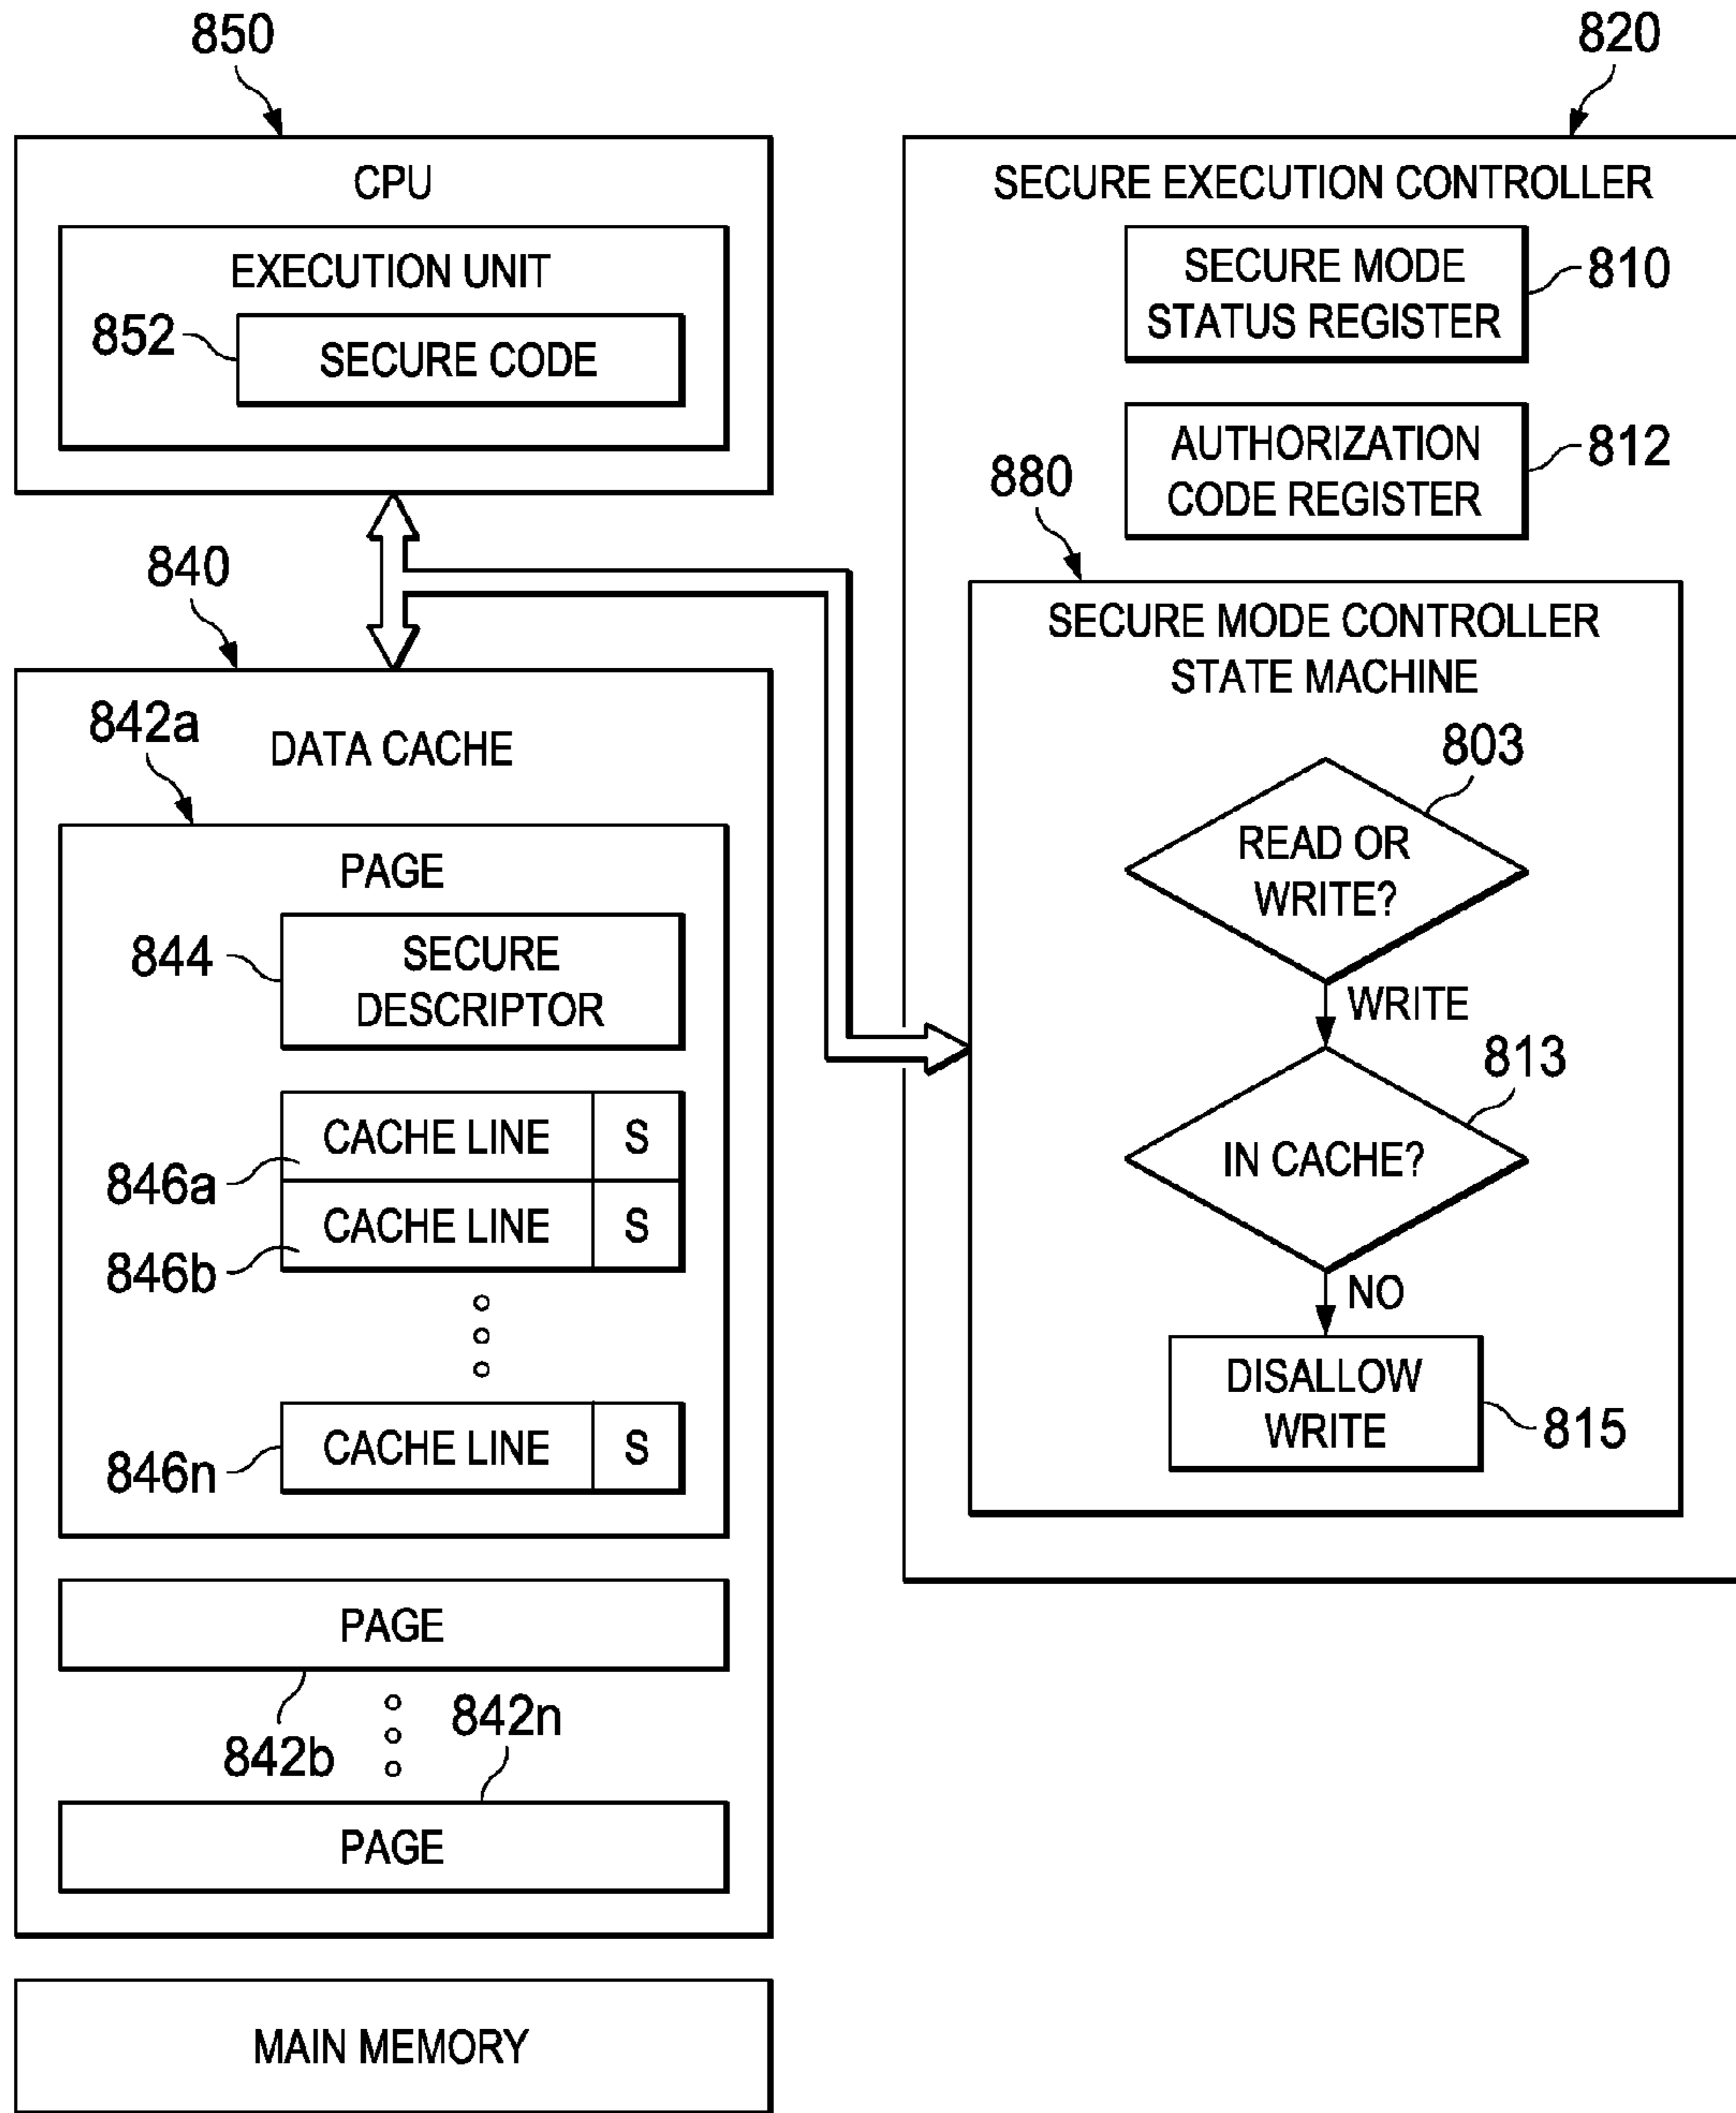 850
CPU
EXECUTION UNIT
852
SECURE CODE
840
842a
DATA CACHE
PAGE
844
SECURE
DESCRIPTOR
CACHE LINE S
846a
CACHE LINE S
846b
CACHE LINE S
846n
PAGE
842b
842n
PAGE
MAIN MEMORY
820
SECURE EXECUTION CONTROLLER
SECURE MODE
STATUS REGISTER
810
AUTHORIZATION
CODE REGISTER
812
880
SECURE MODE CONTROLLER
STATE MACHINE
803
READ OR
WRITE?
WRITE
813
IN CACHE?
NO
DISALLOW
WRITE
815